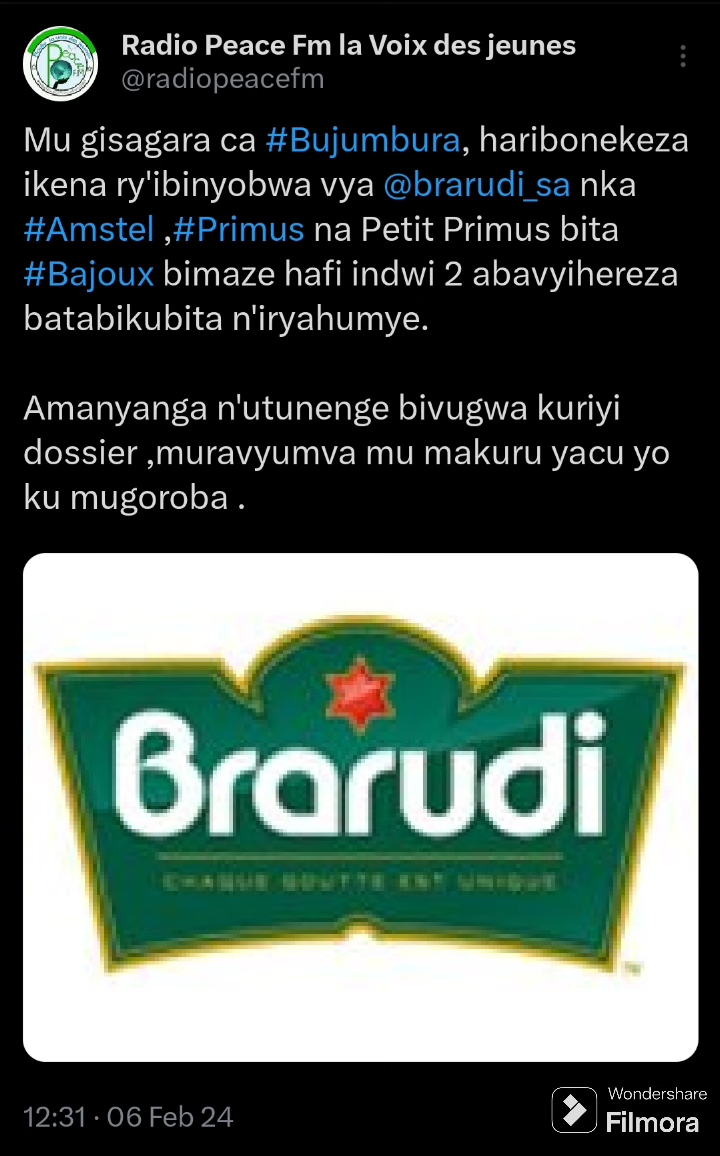 Radio Peace Fm la Voix des jeunes
@radiopeacefm
Mu gisagara ca #Bujumbura, haribonekeza
ikena ry'ibinyobwa vya @brarudi_sa nka
#Amstel ,#Primus na Petit Primus bita
#Bajoux bimaze hafi indwi 2 abavyihereza
batabikubita n'iryahumye.
Amanyanga n'utunenge bivugwa kuriyi
dossier ,muravyumva mu makuru yacu yo
ku mugoroba .
Brarudi
CHAQUE GOUTTE EST UNIQUE
12:31 · 06 Feb 24
Wondershare
Filmora